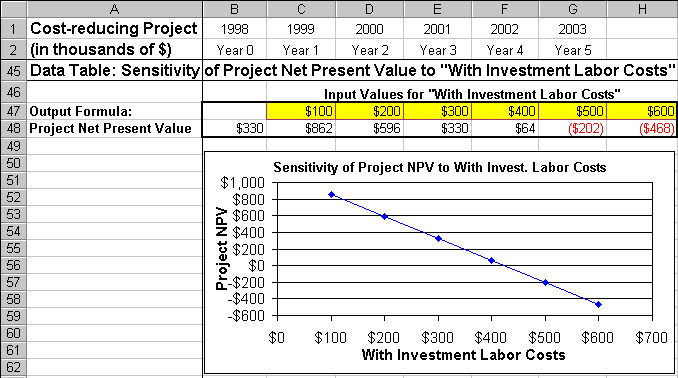 A B C D E F G H
1 Cost-reducing Project 1998 1999 2000 2001 2002 2003
2 (in thousands of $) Year 0 Year 1 Year 2 Year 3 Year 4 Year 5
45 Data Table: Sensitivity of Project Net Present Value to "With Investment Labor Costs"
46 Input Values for "With Investment Labor Costs"
47 Output Formula: $100 $200 $300 $400 $500 $600
48 Project Net Present Value $330 $862 $596 $330 $64 ($202) ($468)
49
50
51
52
53
54
55
56
57
58
59
60
61
62
Sensitivity of Project NPV to With Invest. Labor Costs
Project NPV
$1,000
$800
$600
$400
$200
$0
-$200
-$400
-$600
$0 $100 $200 $300 $400 $500 $600 $700
With Investment Labor Costs